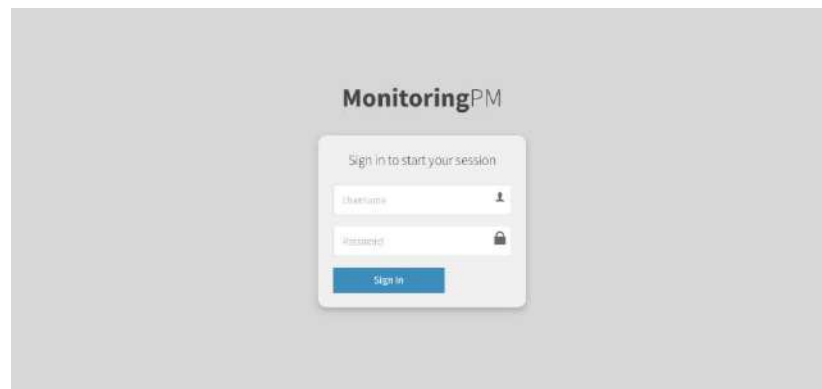 MonitoringPM
Sign in to start your session
Username
Password
Sign In